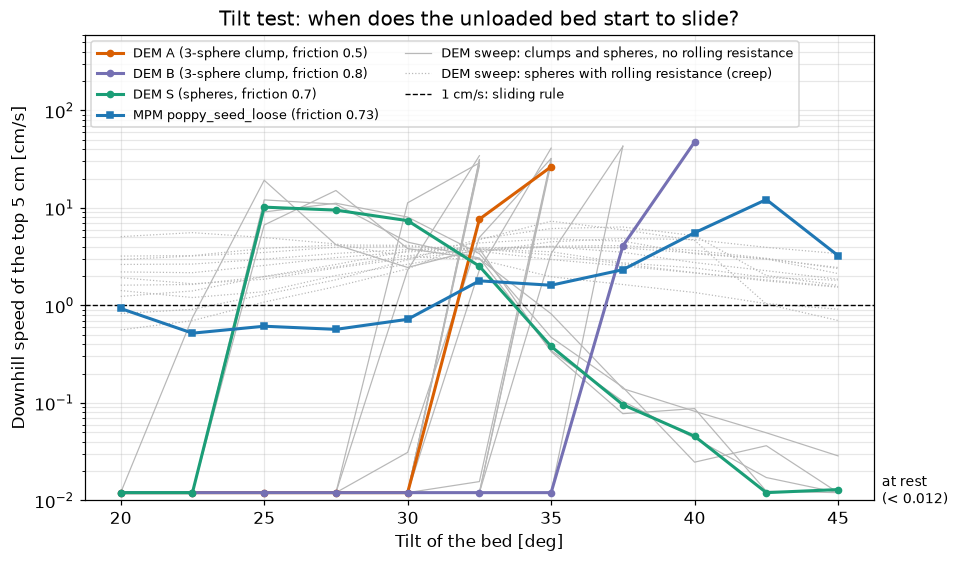 Tilt test: when does the unloaded bed start to slide?
DEM A (3-sphere clump, friction 0.5)
DEM B (3-sphere clump, friction 0.8)
DEM S (spheres, friction 0.7)
MPM poppy_seed_loose (friction 0.73)
DEM sweep: clumps and spheres, no rolling resistance
DEM sweep: spheres with rolling resistance (creep)
1 cm/s: sliding rule
Downhill speed of the top 5 cm [cm/s]
10²
10¹
10⁰
10⁻¹
10⁻²
20 25 30 35 40 45
Tilt of the bed [deg]
at rest
(< 0.012)